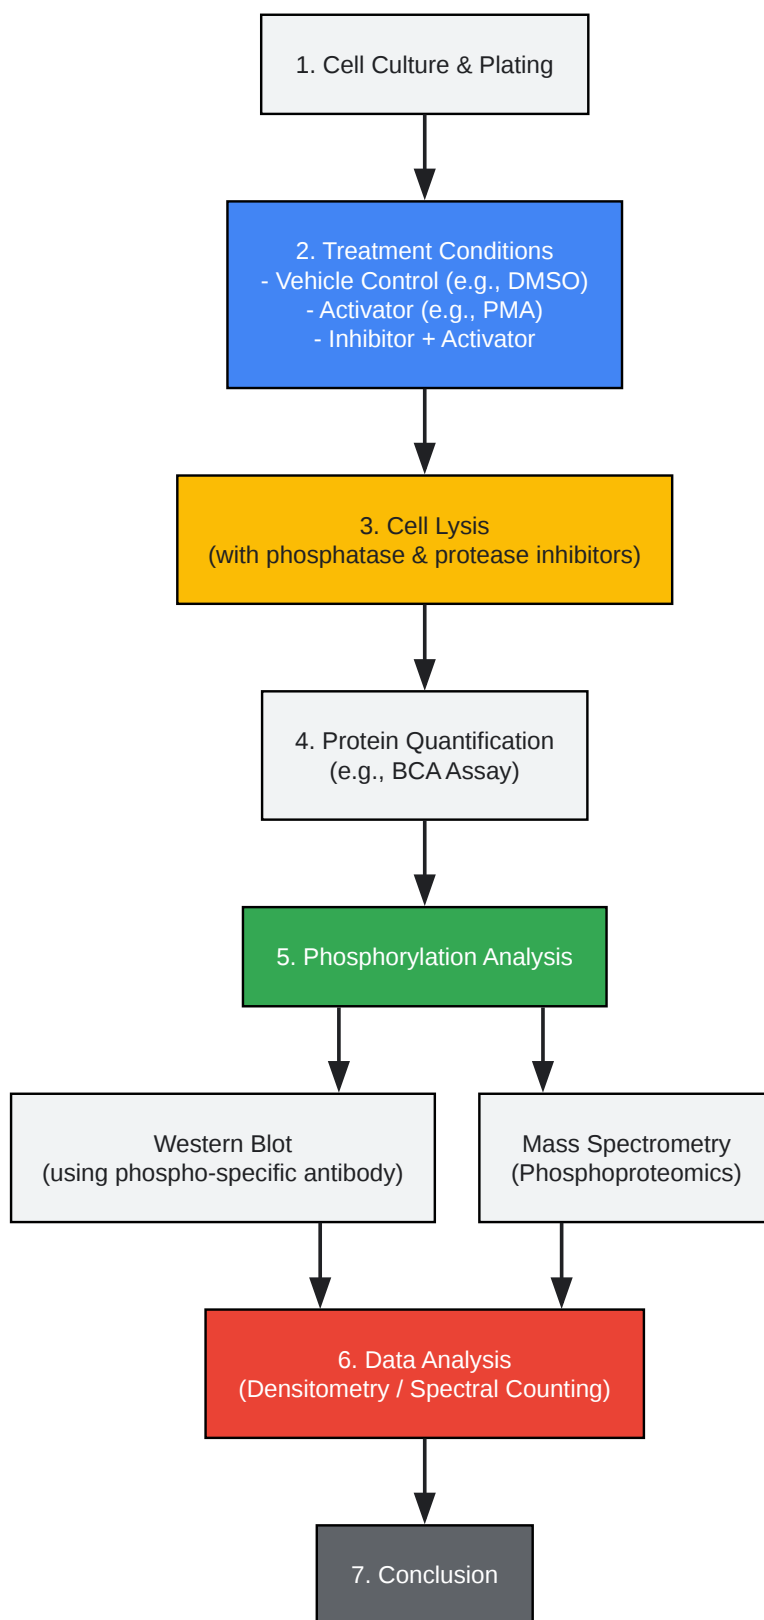 1. Cell Culture & Plating
2. Treatment Conditions
- Vehicle Control (e.g., DMSO)
- Activator (e.g., PMA)
- Inhibitor + Activator
3. Cell Lysis
(with phosphatase & protease inhibitors)
4. Protein Quantification
(e.g., BCA Assay)
5. Phosphorylation Analysis
Western Blot
(using phospho-specific antibody)
Mass Spectrometry
(Phosphoproteomics)
6. Data Analysis
(Densitometry / Spectral Counting)
7. Conclusion